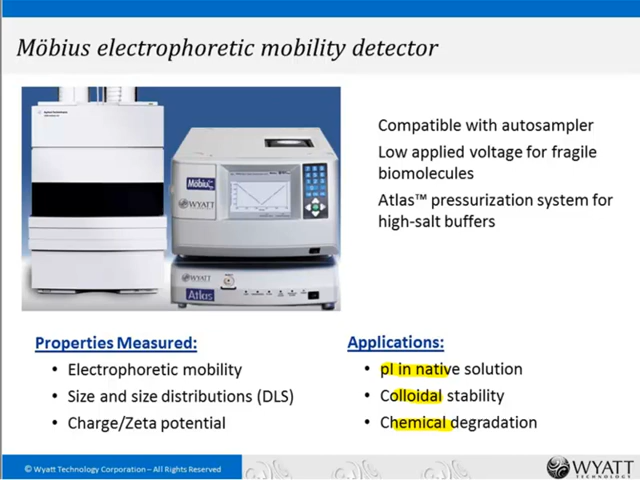 Möbius electrophoretic mobility detector
Compatible with autosampler
Low applied voltage for fragile
biomolecules
Atlas™ pressurization system for
high-salt buffers
Möbiuζ
WYATT
WYATT
Atlas
Properties Measured:
• Electrophoretic mobility
• Size and size distributions (DLS)
• Charge/Zeta potential
Applications:
• pI in native solution
• Colloidal stability
• Chemical degradation
© Wyatt Technology Corporation – All Rights Reserved
WYATT
TECHNOLOGY